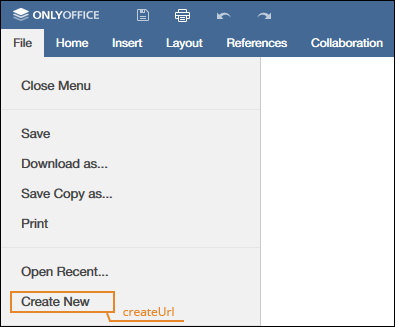 ONLYOFFICE
File Home Insert Layout References Collaboration
Close Menu
Save
Download as...
Save Copy as...
Print
Open Recent...
Create New
createUrl